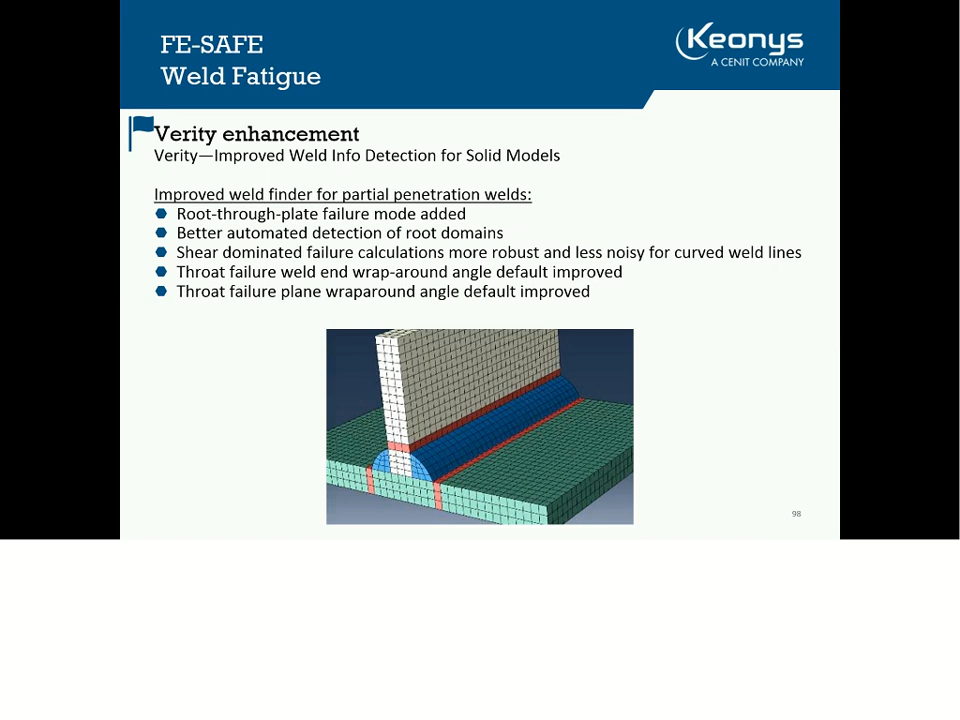 FE-SAFE
Weld Fatigue
Keonys
A CENIT COMPANY
Verity enhancement
Verity—Improved Weld Info Detection for Solid Models
Improved weld finder for partial penetration welds:
Root-through-plate failure mode added
Better automated detection of root domains
Shear dominated failure calculations more robust and less noisy for curved weld lines
Throat failure weld end wrap-around angle default improved
Throat failure plane wraparound angle default improved
98